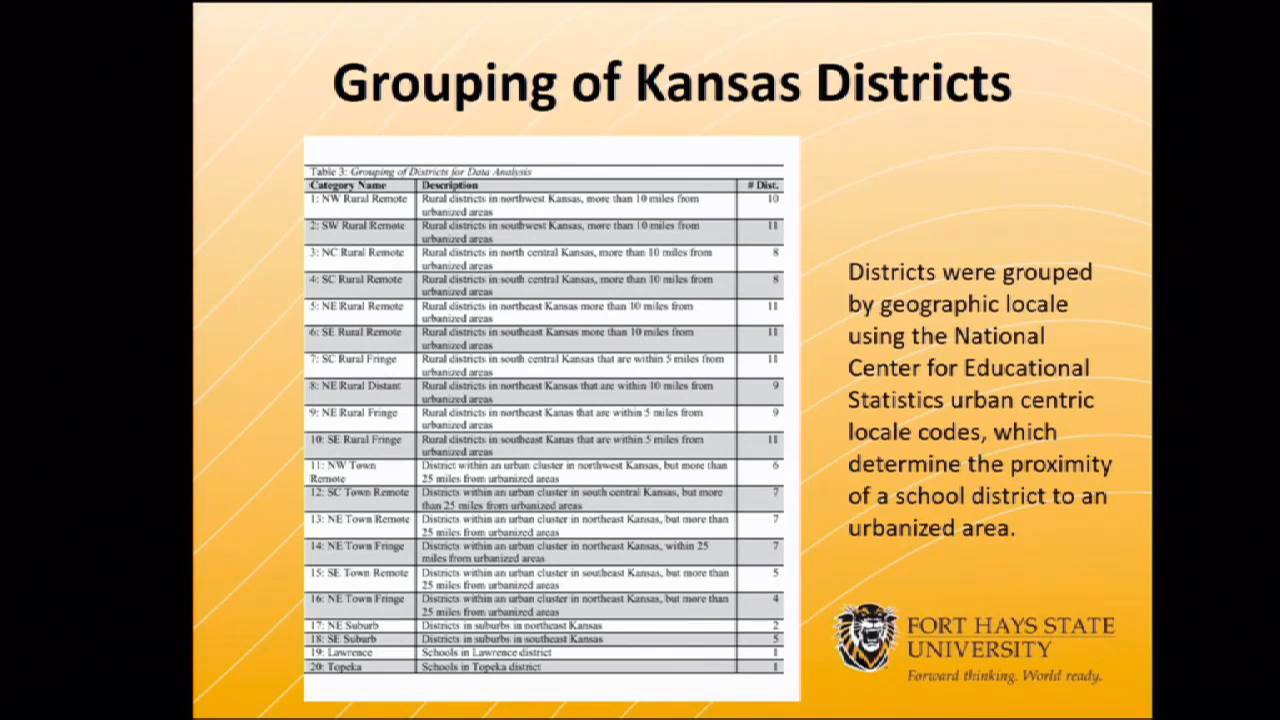 Grouping of Kansas Districts
Table 3: Grouping of Districts for Data Analysis
Category Name Description # Dist.
1: NW Rural Remote Rural districts in northwest Kansas, more than 10 miles from 10
urbanized areas
2: SW Rural Remote Rural districts in southwest Kansas, more than 10 miles from 11
urbanized areas
3: NC Rural Remote Rural districts in north central Kansas, more than 10 miles from 8
urbanized areas
4: SC Rural Remote Rural districts in south central Kansas, more than 10 miles from 8
urbanized areas
5: NE Rural Remote Rural districts in northeast Kansas more than 10 miles from 11
urbanized areas
6: SE Rural Remote Rural districts in southeast Kansas more than 10 miles from 11
urbanized areas
7: SC Rural Fringe Rural districts in south central Kansas that are within 5 miles from 11
urbanized areas
8: NE Rural Distant Rural districts in northeast Kansas that are within 10 miles from 9
urbanized areas
9: NE Rural Fringe Rural districts in northeast Kanas that are within 5 miles from 9
urbanized areas
10: SE Rural Fringe Rural districts in southeast Kanas that are within 5 miles from 11
urbanized areas
11: NW Town District within an urban cluster in northwest Kansas, but more than 6
Remote 25 miles from urbanized areas
12: SC Town Remote Districts within an urban cluster in south central Kansas, but more 7
than 25 miles from urbanized areas
13: NE Town Remote Districts within an urban cluster in northeast Kansas, but more than 7
25 miles from urbanized areas
14: NE Town Fringe Districts within an urban cluster in northeast Kansas, within 25 7
miles from urbanized areas
15: SE Town Remote Districts within an urban cluster in southeast Kansas, but more than 5
25 miles from urbanized areas
16: NE Town Fringe Districts within an urban cluster in northeast Kansas, but more than 4
25 miles from urbanized areas
17: NE Suburb Districts in suburbs in northeast Kansas 2
18: SE Suburb Districts in suburbs in southeast Kansas 5
19: Lawrence Schools in Lawrence district 1
20: Topeka Schools in Topeka district 1
Districts were grouped
by geographic locale
using the National
Center for Educational
Statistics urban centric
locale codes, which
determine the proximity
of a school district to an
urbanized area.
FORT HAYS STATE
UNIVERSITY
Forward thinking. World ready.